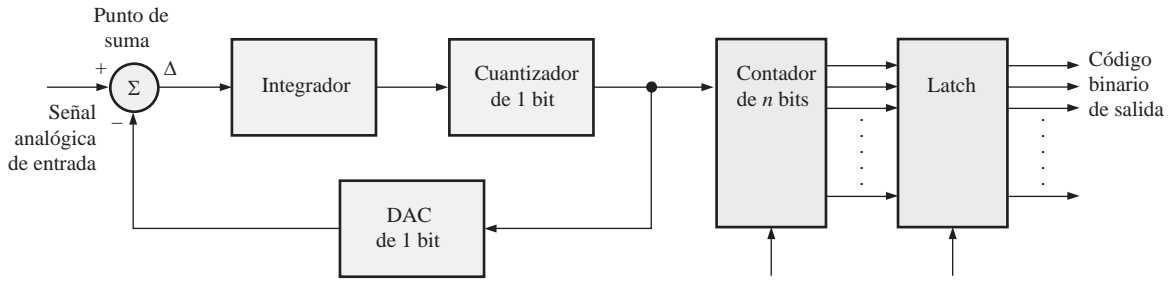 Punto de
suma
+
Σ
Δ
−
Señal
analógica
de entrada
Integrador
Cuantizador
de 1 bit
DAC
de 1 bit
Contador
de n bits
Latch
Código
binario
de salida